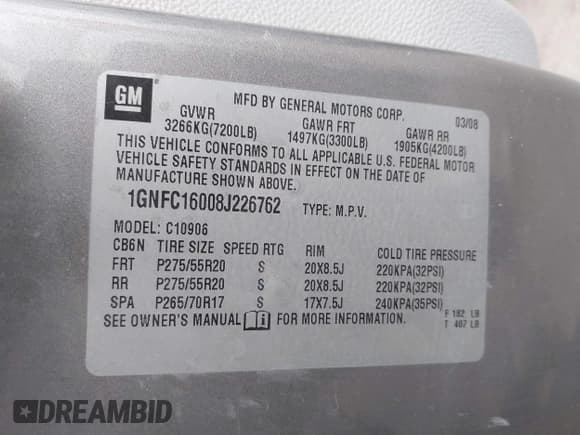 GM
MFD BY GENERAL MOTORS CORP. 03/08
GVWR GAWR FRT GAWR RR
3266KG(7200LB) 1497KG(3300LB) 1905KG(4200LB)
THIS VEHICLE CONFORMS TO ALL APPLICABLE U.S. FEDERAL MOTOR
VEHICLE SAFETY STANDARDS IN EFFECT ON THE DATE OF
MANUFACTURE SHOWN ABOVE.
1GNFC16008J226762 TYPE: M.P.V.
MODEL: C10906
CB6N TIRE SIZE SPEED RTG RIM COLD TIRE PRESSURE
FRT P275/55R20 S 20X8.5J 220KPA(32PSI)
RR P275/55R20 S 20X8.5J 220KPA(32PSI)
SPA P265/70R17 S 17X7.5J 240KPA(35PSI)
F 182 LB
SEE OWNER'S MANUAL i FOR MORE INFORMATION. T 407 LB
DREAMBID